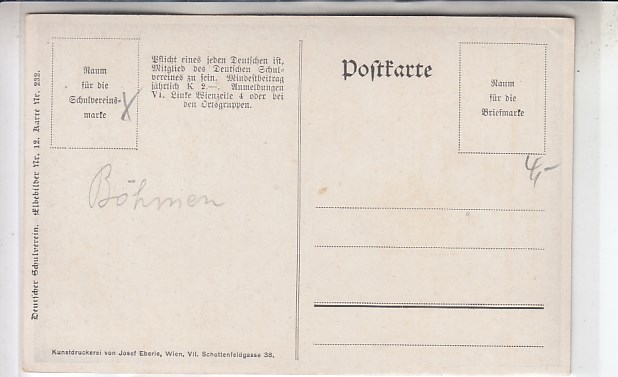 Deutscher Schulverein. Elbebilder Nr. 12. Karte Nr. 232.
Raum
für die
Schulvereins-
marke
X
Pflicht eines jeden Deutschen ist,
Mitglied des Deutschen Schul-
vereines zu sein. Mindestbeitrag
jährlich K 2.—. Anmeldungen
VI. Linke Wienzeile 4 oder bei
den Ortsgruppen.
Böhmen
Kunstdruckerei von Josef Eberle, Wien, VII. Schottenfeldgasse 38.
Postkarte
Raum
für die
Briefmarke
4,-